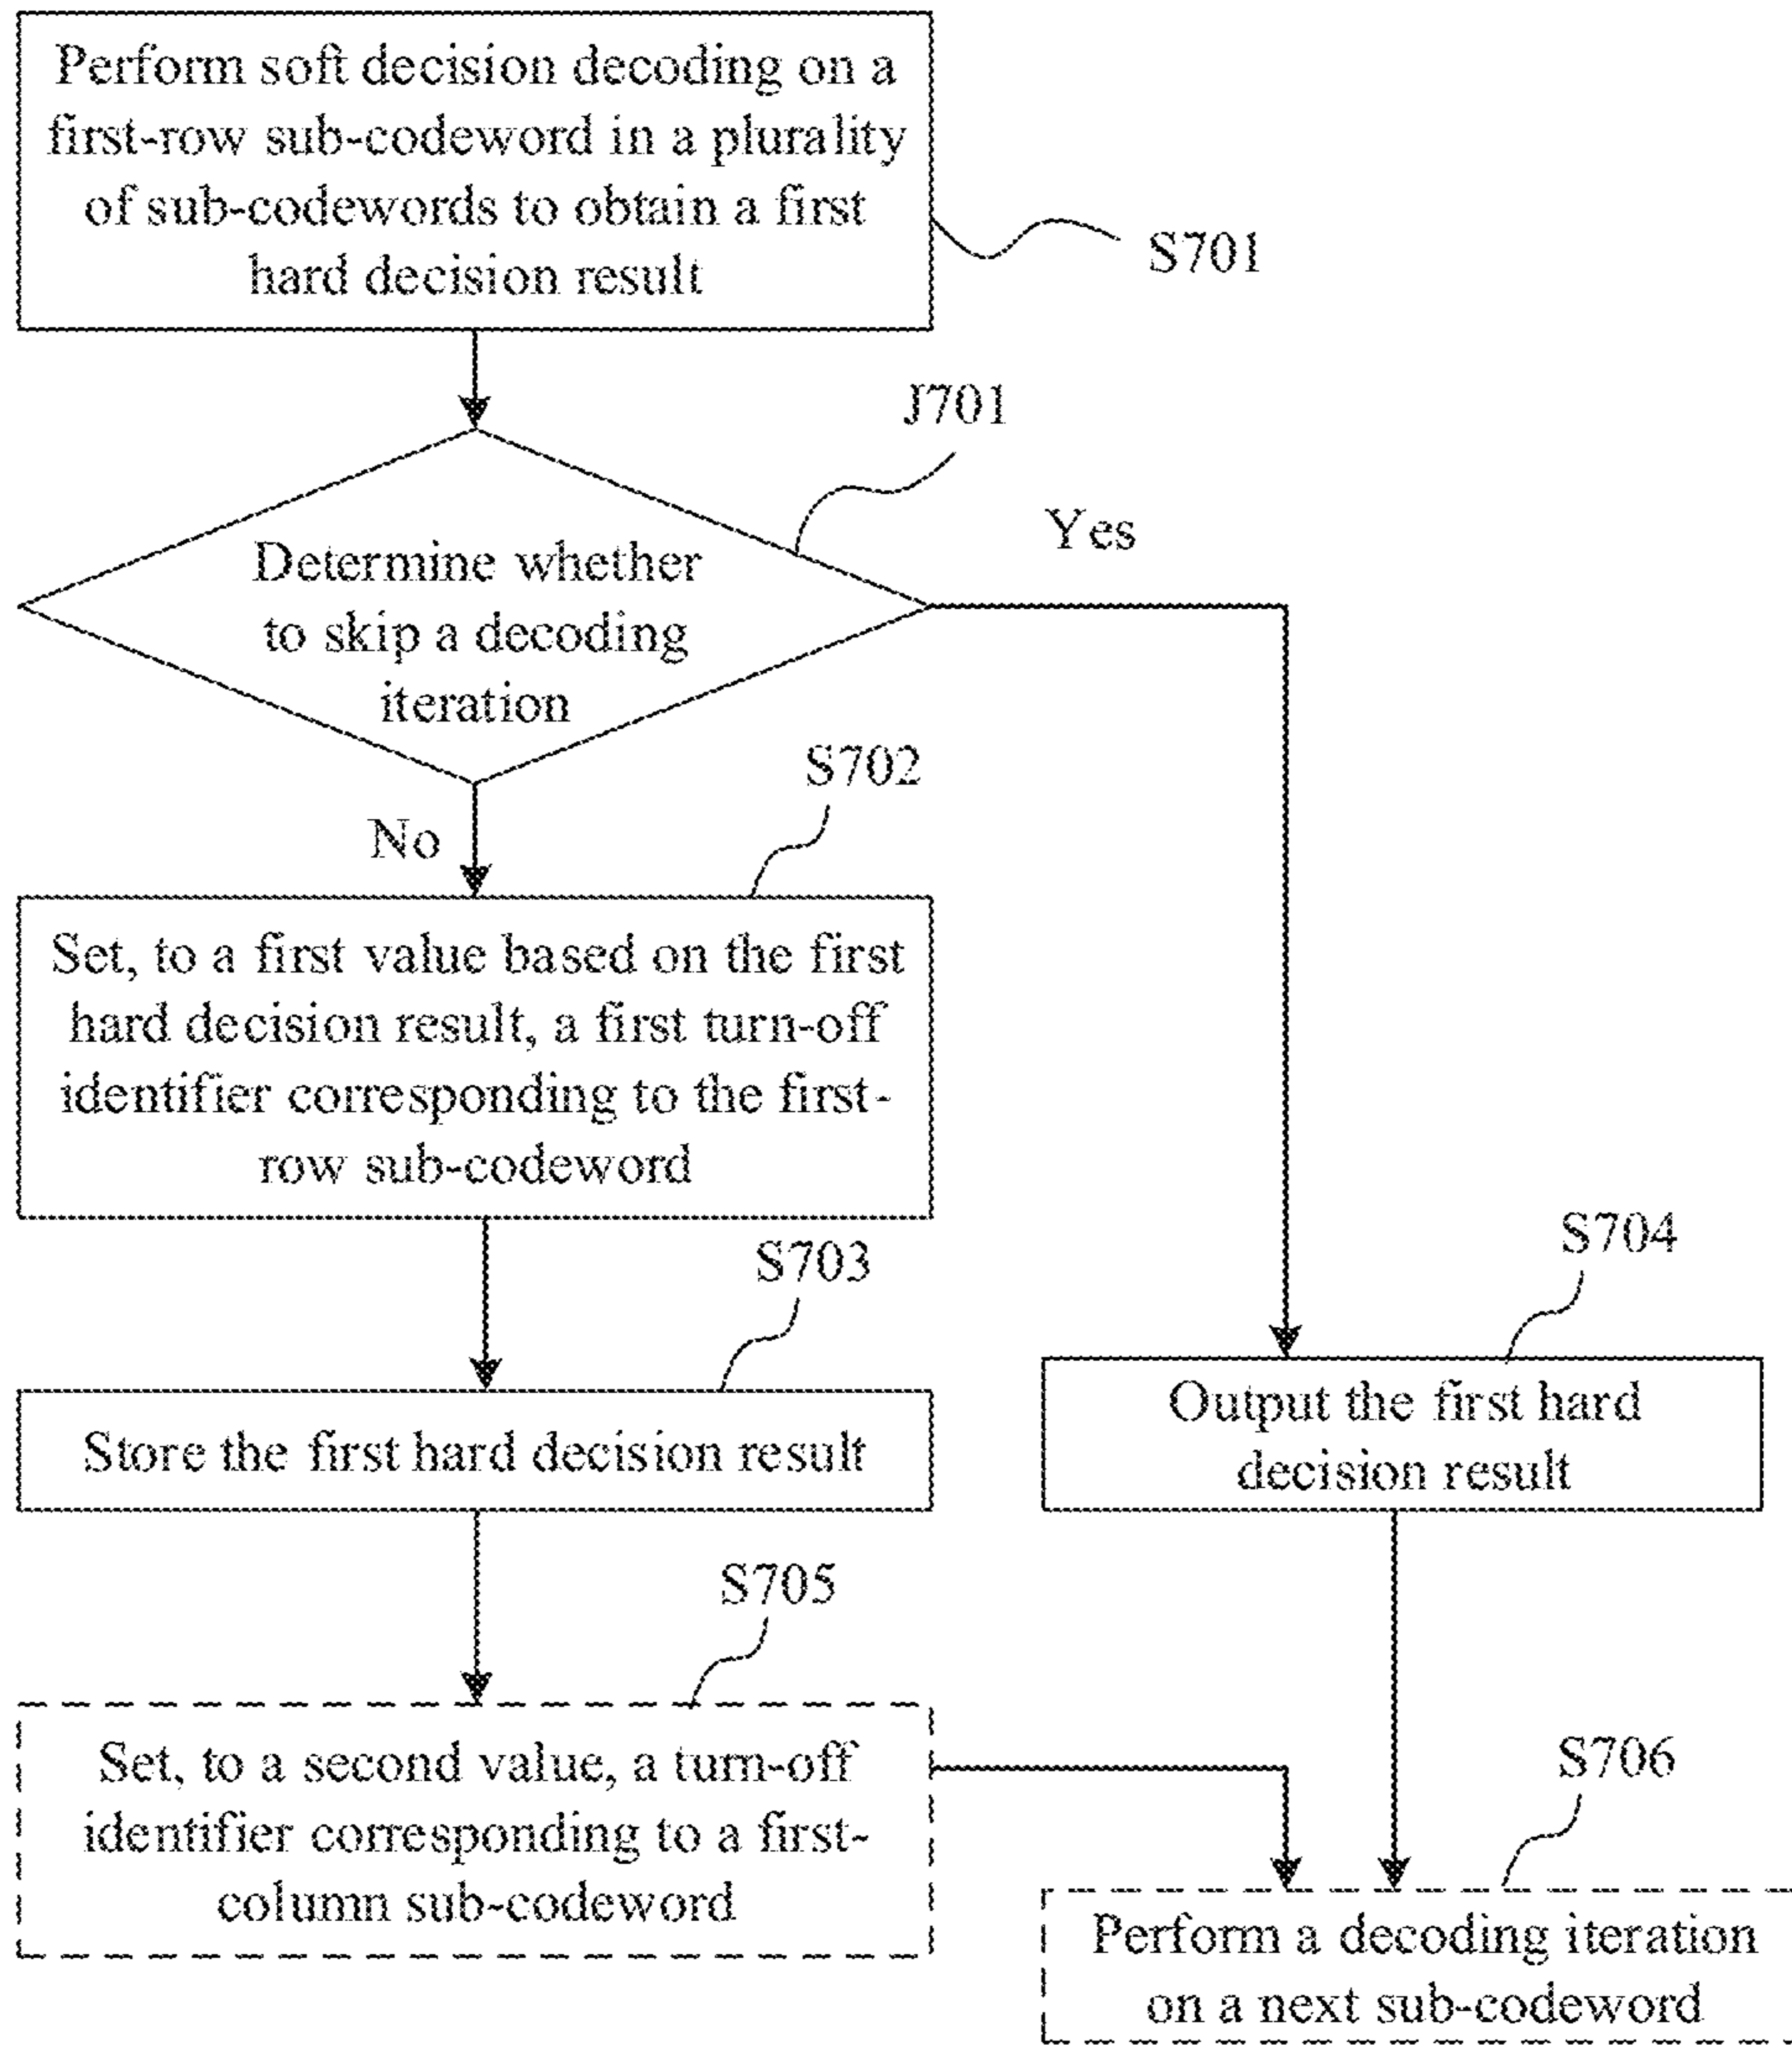 Perform soft decision decoding on a
first-row sub-codeword in a plurality
of sub-codewords to obtain a first
hard decision result
S701
J701
Yes
Determine whether
to skip a decoding
iteration
S702
No
Set, to a first value based on the first
hard decision result, a first turn-off
identifier corresponding to the first-
row sub-codeword
S703
S704
Store the first hard decision result
Output the first hard
decision result
S705
Set, to a second value, a turn-off
identifier corresponding to a first-
column sub-codeword
S706
Perform a decoding iteration
on a next sub-codeword